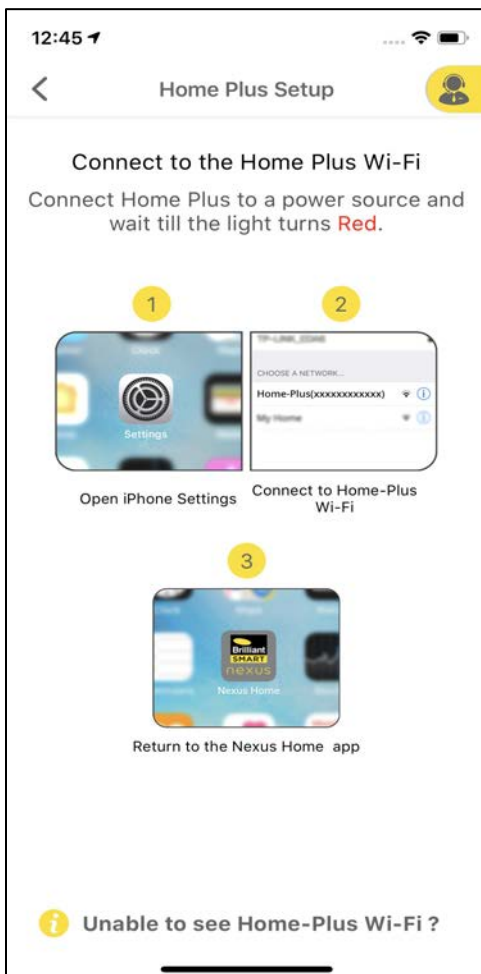 12:45
Home Plus Setup
Connect to the Home Plus Wi-Fi
Connect Home Plus to a power source and
wait till the light turns Red.
1
2
Settings
TP-LINK_
CHOOSE A NETWORK...
Home-Plus(xxxxxxxxxxxx)
My Home
Open iPhone Settings
Connect to Home-Plus
Wi-Fi
3
Brilliant
SMART
nexus
Nexus Home
Return to the Nexus Home app
Unable to see Home-Plus Wi-Fi ?